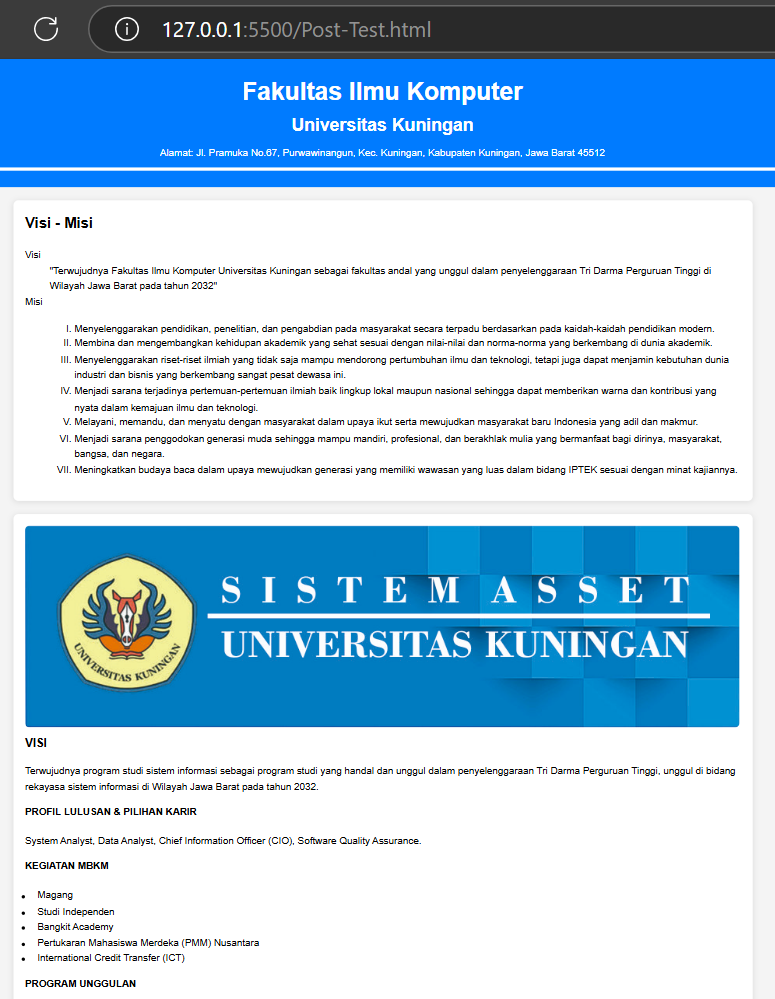 127.0.0.1:5500/Post-Test.html
Fakultas Ilmu Komputer
Universitas Kuningan
Alamat: Jl. Pramuka No.67, Purwawinangun, Kec. Kuningan, Kabupaten Kuningan, Jawa Barat 45512
Visi - Misi
Visi
"Terwujudnya Fakultas Ilmu Komputer Universitas Kuningan sebagai fakultas andal yang unggul dalam penyelenggaraan Tri Darma Perguruan Tinggi di
Wilayah Jawa Barat pada tahun 2032"
Misi
I. Menyelenggarakan pendidikan, penelitian, dan pengabdian pada masyarakat secara terpadu berdasarkan pada kaidah-kaidah pendidikan modern.
II. Membina dan mengembangkan kehidupan akademik yang sehat sesuai dengan nilai-nilai dan norma-norma yang berkembang di dunia akademik.
III. Menyelenggarakan riset-riset ilmiah yang tidak saja mampu mendorong pertumbuhan ilmu dan teknologi, tetapi juga dapat menjamin kebutuhan dunia
industri dan bisnis yang berkembang sangat pesat dewasa ini.
IV. Menjadi sarana terjadinya pertemuan-pertemuan ilmiah baik lingkup lokal maupun nasional sehingga dapat memberikan warna dan kontribusi yang
nyata dalam kemajuan ilmu dan teknologi.
V. Melayani, memandu, dan menyatu dengan masyarakat dalam upaya ikut serta mewujudkan masyarakat baru Indonesia yang adil dan makmur.
VI. Menjadi sarana penggodokan generasi muda sehingga mampu mandiri, profesional, dan berakhlak mulia yang bermanfaat bagi dirinya, masyarakat,
bangsa, dan negara.
VII. Meningkatkan budaya baca dalam upaya mewujudkan generasi yang memiliki wawasan yang luas dalam bidang IPTEK sesuai dengan minat kajiannya.
SISTEM ASSET
UNIVERSITAS KUNINGAN
UNIVERSITAS KUNINGAN
VISI
Terwujudnya program studi sistem informasi sebagai program studi yang handal dan unggul dalam penyelenggaraan Tri Darma Perguruan Tinggi, unggul di bidang
rekayasa sistem informasi di Wilayah Jawa Barat pada tahun 2032.
PROFIL LULUSAN & PILIHAN KARIR
System Analyst, Data Analyst, Chief Information Officer (CIO), Software Quality Assurance.
KEGIATAN MBKM
• Magang
• Studi Independen
• Bangkit Academy
• Pertukaran Mahasiswa Merdeka (PMM) Nusantara
• International Credit Transfer (ICT)
PROGRAM UNGGULAN